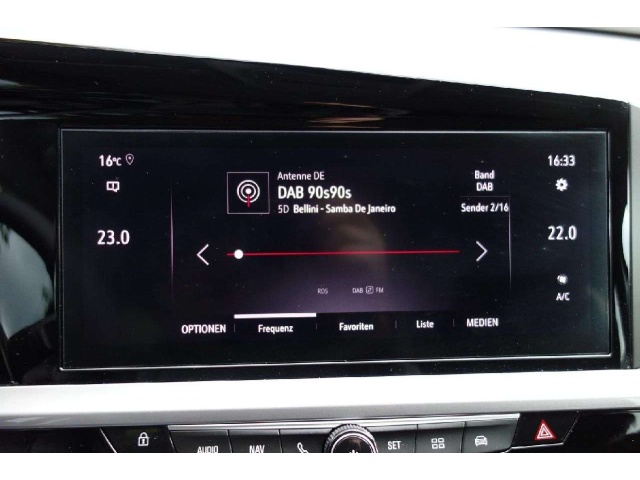 16°C
16:33
Antenne DE
DAB 90s90s
5D Bellini - Samba De Janeiro
Band
DAB
Sender 2/16
23.0
22.0
RDS
DAB FM
A/C
OPTIONEN
Frequenz
Favoriten
Liste
MEDIEN
AUDIO
NAV
SET